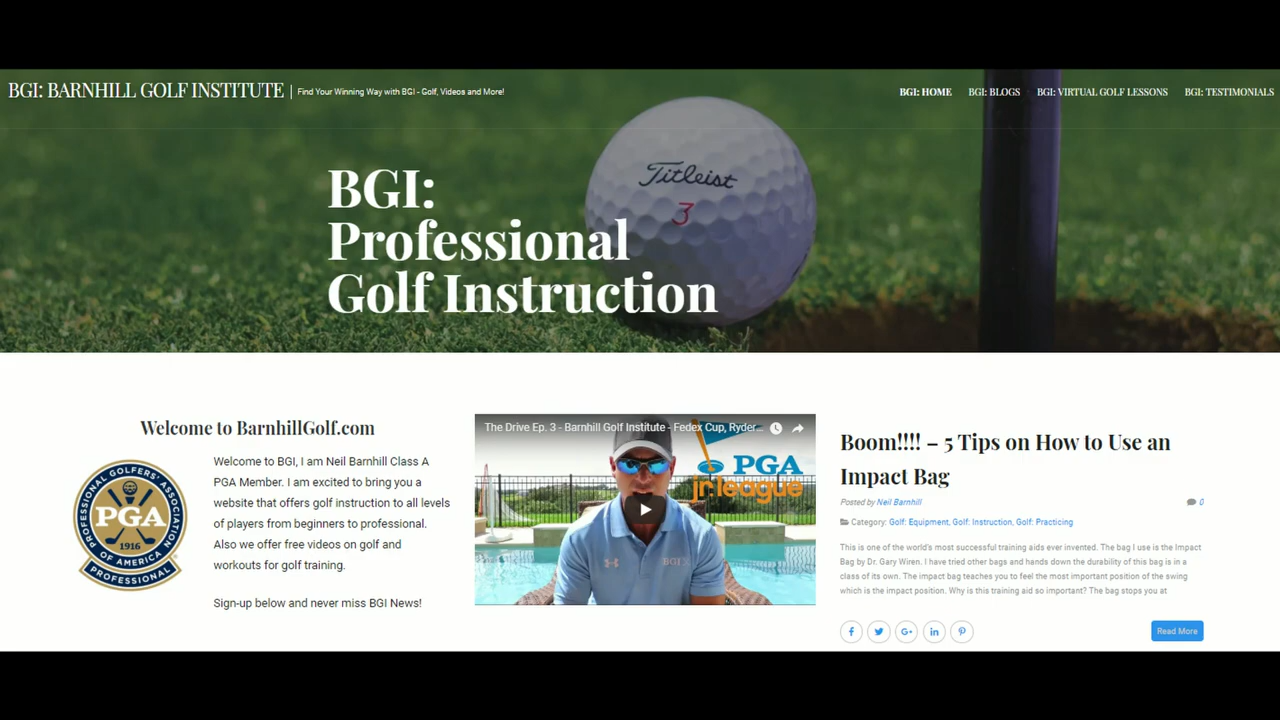 BGI: BARNHILL GOLF INSTITUTE | Find Your Winning Way with BGI - Golf, Videos and More!
BGI: HOME BGI: BLOGS BGI: VIRTUAL GOLF LESSONS BGI: TESTIMONIALS
Titleist
3
BGI:
Professional
Golf Instruction
Welcome to BarnhillGolf.com
PROFESSIONAL GOLFERS' ASSOCIATION
PGA
1916
OF AMERICA
PROFESSIONAL
Welcome to BGI, I am Neil Barnhill Class A
PGA Member. I am excited to bring you a
website that offers golf instruction to all levels
of players from beginners to professional.
Also we offer free videos on golf and
workouts for golf training.
Sign-up below and never miss BGI News!
The Drive Ep. 3 - Barnhill Golf Institute - Fedex Cup, Ryder...
PGA
jr.league
BGI
Boom!!!! – 5 Tips on How to Use an
Impact Bag
Posted by Neil Barnhill 0
Category: Golf: Equipment, Golf: Instruction, Golf: Practicing
This is one of the world's most successful training aids ever invented. The bag I use is the Impact
Bag by Dr. Gary Wiren. I have tried other bags and hands down the durability of this bag is in a
class of its own. The impact bag teaches you to feel the most important position of the swing
which is the impact position. Why is this training aid so important? The bag stops you at
Read More